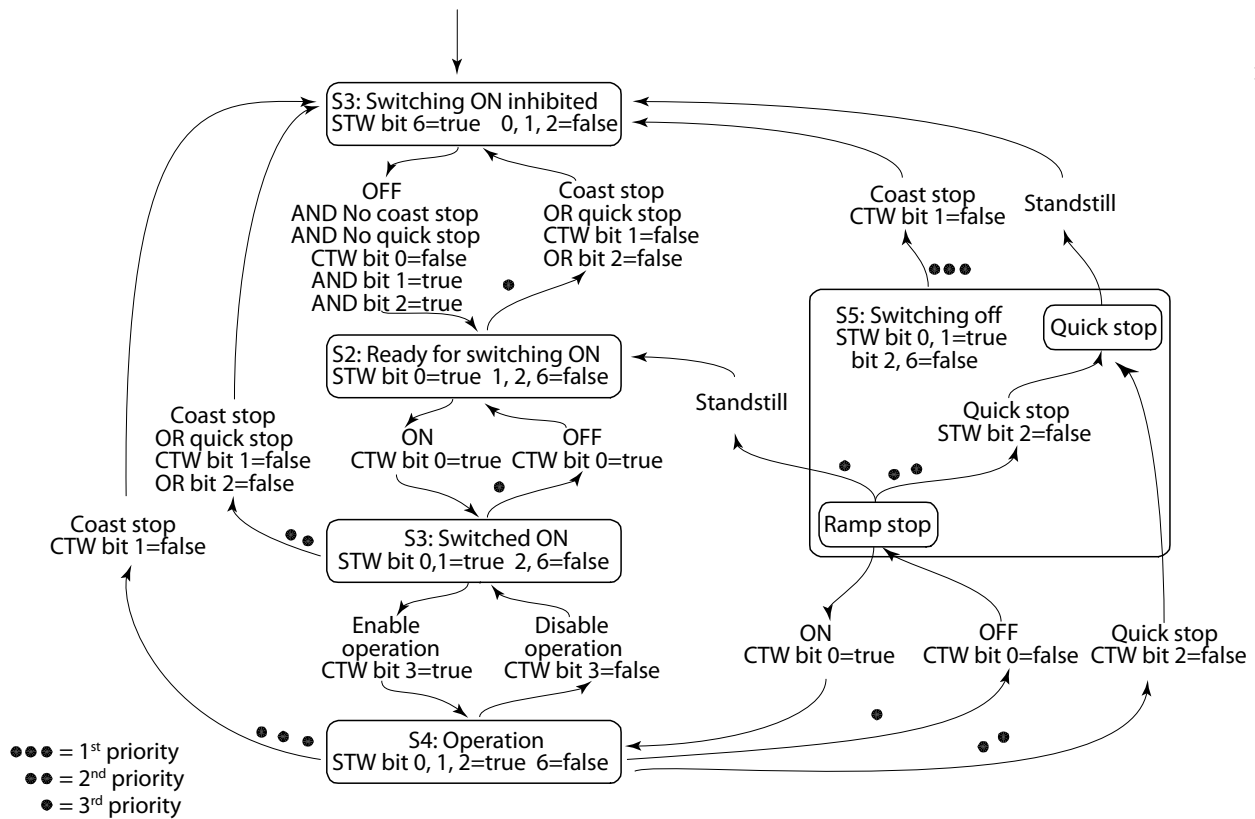 S3: Switching ON inhibited
STW bit 6=true 0, 1, 2=false
OFF
AND No coast stop
AND No quick stop
CTW bit 0=false
AND bit 1=true
AND bit 2=true
Coast stop
OR quick stop
CTW bit 1=false
OR bit 2=false
Coast stop
CTW bit 1=false
Standstill
S5: Switching off
STW bit 0, 1=true
bit 2, 6=false
Quick stop
S2: Ready for switching ON
STW bit 0=true 1, 2, 6=false
Standstill
Quick stop
STW bit 2=false
Coast stop
OR quick stop
CTW bit 1=false
OR bit 2=false
ON
CTW bit 0=true
OFF
CTW bit 0=true
Ramp stop
Coast stop
CTW bit 1=false
S3: Switched ON
STW bit 0,1=true 2, 6=false
Enable
operation
CTW bit 3=true
Disable
operation
CTW bit 3=false
ON
CTW bit 0=true
OFF
CTW bit 0=false
Quick stop
CTW bit 2=false
S4: Operation
STW bit 0, 1, 2=true 6=false
= 1st priority
= 2nd priority
= 3rd priority